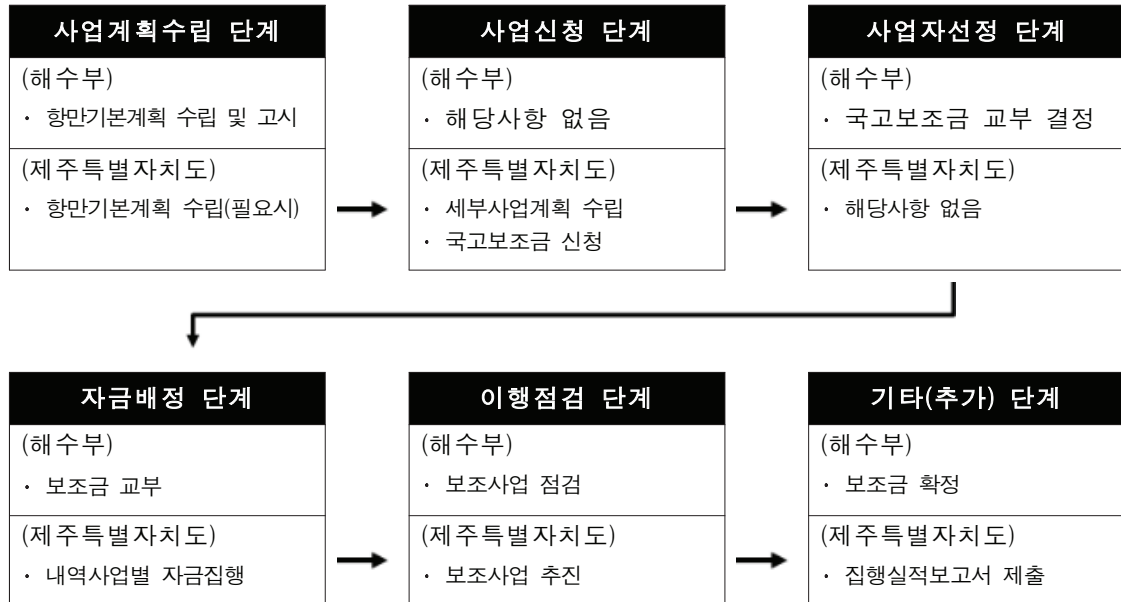 사업계획수립 단계
(해수부)
· 항만기본계획 수립 및 고시
(제주특별자치도)
· 항만기본계획 수립(필요시)
사업신청 단계
(해수부)
· 해당사항 없음
(제주특별자치도)
· 세부사업계획 수립
· 국고보조금 신청
사업자선정 단계
(해수부)
· 국고보조금 교부 결정
(제주특별자치도)
· 해당사항 없음
자금배정 단계
(해수부)
· 보조금 교부
(제주특별자치도)
· 내역사업별 자금집행
이행점검 단계
(해수부)
· 보조사업 점검
(제주특별자치도)
· 보조사업 추진
기타(추가) 단계
(해수부)
· 보조금 확정
(제주특별자치도)
· 집행실적보고서 제출